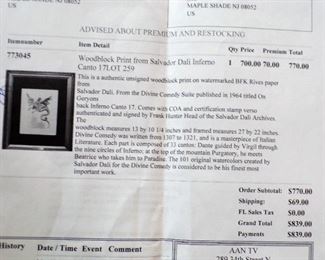 MAPLE SHADE NJ 08052
US
US
ADVISED ABOUT PREMIUM AND RESTOCKING
Itemnumber Item Detail Qty Price Premium Total
773045 Woodblock Print from Salvador Dali Inferno 1 700.00 70.00 770.00
Canto 17LOT 259
This is a authentic unsigned woodblock print on watermarked BFK Rives paper
from
Salvador Dali. From the Divine Comedy Suite published in 1964 titled On
Geryons
back Inferno Canto 17. Comes with COA and certification stamp verso
authenticated and signed by Frank Hunter Head of the Salvador Dali Archives.
The
woodblock measures 13 by 10 1/4 inches and framed measures 27 by 22 inches.
Divine Comedy was written from 1307 to 1321, and is a masterpiece of Italian
Literature. Each part is composed of 33 cantos: Dante guided by Virgil through
the nine circles of Inferno; at the top of the mountain Purgatory, he meets
Beatrice who takes him to Paradise. The 101 original watercolors created by
Salvador Dali for the Divine Comedy is considered to be his finest most
important work.
Order Subtotal: $770.00
Shipping: $69.00
FL Sales Tax $0.00
Grand Total $839.00
Payments $839.00
History Date / Time Event Comment
AAN TV